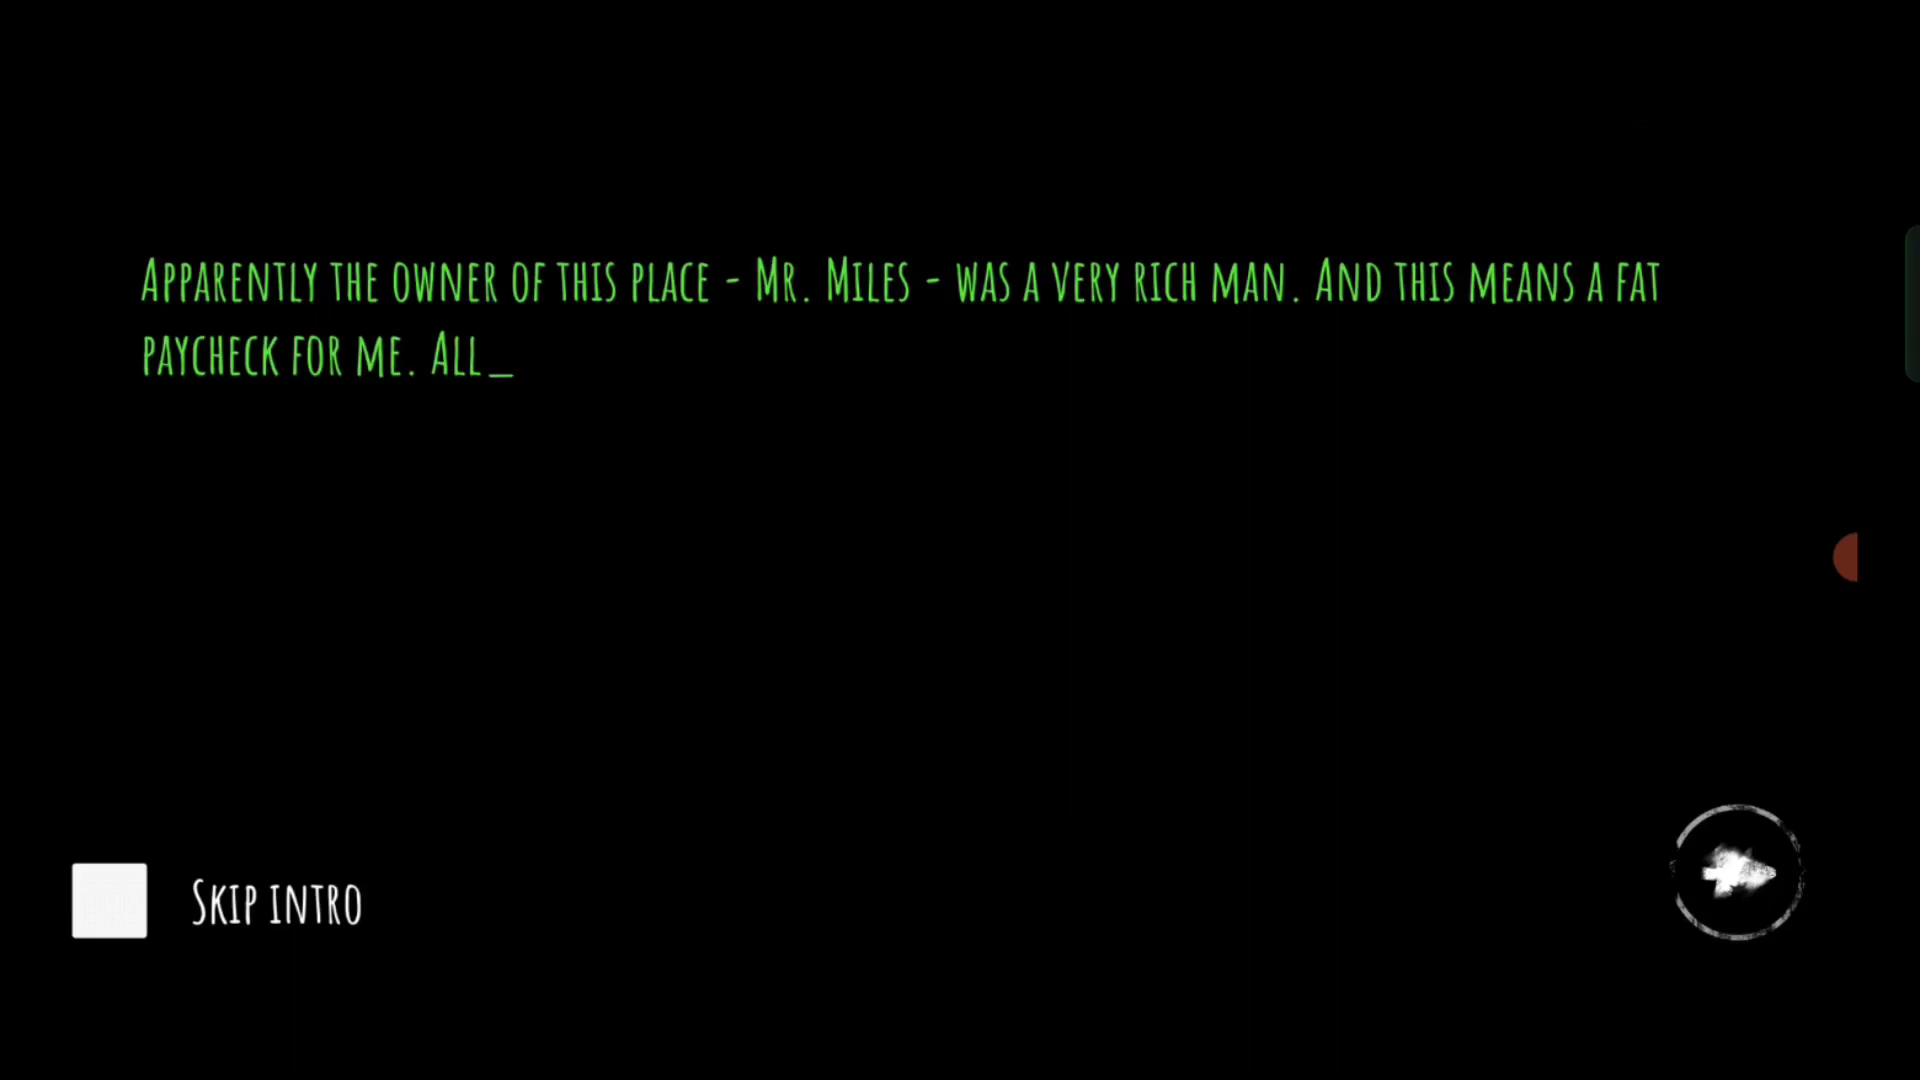 Apparently the owner of this place - Mr. Miles - was a very rich man. And this means a fat
paycheck for me. All_
Skip intro